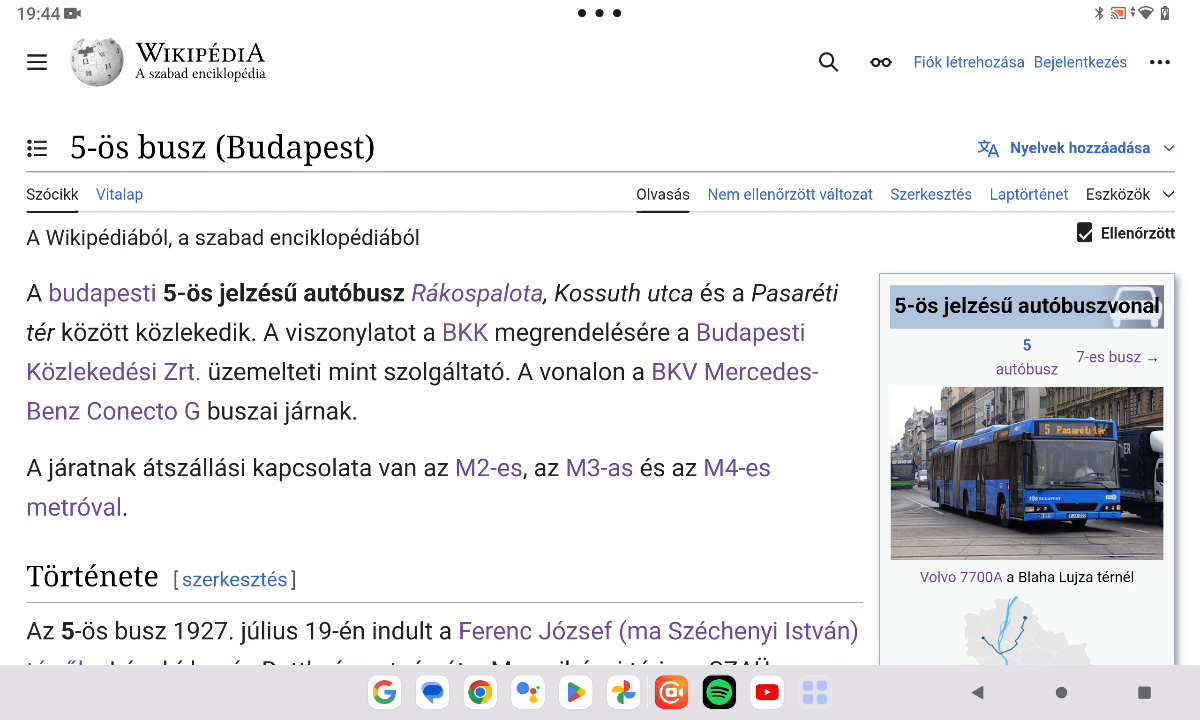 19:44
WIKIPÉDIA
A szabad enciklopédia
Fiók létrehozása Bejelentkezés
5-ös busz (Budapest)
Nyelvek hozzáadása
Szócikk Vitalap Olvasás Nem ellenőrzött változat Szerkesztés Laptörténet Eszközök
A Wikipédiából, a szabad enciklopédiából
Ellenőrzött
A budapesti 5-ös jelzésű autóbusz Rákospalota, Kossuth utca és a Pasaréti
tér között közlekedik. A viszonylatot a BKK megrendelésére a Budapesti
Közlekedési Zrt. üzemelteti mint szolgáltató. A vonalon a BKV Mercedes-
Benz Conecto G buszai járnak.
A járatnak átszállási kapcsolata van az M2-es, az M3-as és az M4-es
metróval.
Története [szerkesztés]
Az 5-ös busz 1927. július 19-én indult a Ferenc József (ma Széchenyi István)
5-ös jelzésű autóbuszvonal
5
autóbusz
7-es busz →
5 Pasaréti tér
Volvo 7700A a Blaha Lujza térnél